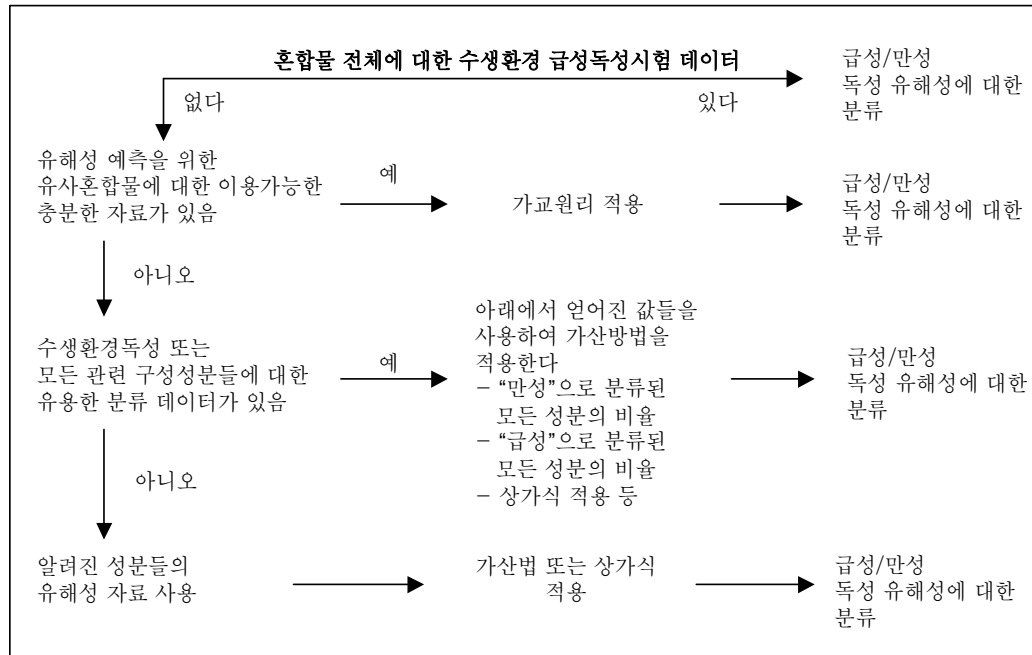 혼합물 전체에 대한 수생환경 급성독성시험 데이터
급성/만성
독성 유해성에 대한
분류
없다
있다
유해성 예측을 위한
유사혼합물에 대한 이용가능한
충분한 자료가 있음
예
가교원리 적용
급성/만성
독성 유해성에 대한
분류
아니오
수생환경독성 또는
모든 관련 구성성분들에 대한
유용한 분류 데이터가 있음
예
아래에서 얻어진 값들을
사용하여 가산방법을
적용한다
– “만성”으로 분류된
모든 성분의 비율
– “급성”으로 분류된
모든 성분의 비율
– 상가식 적용 등
급성/만성
독성 유해성에 대한
분류
아니오
알려진 성분들의
유해성 자료 사용
가산법 또는 상가식
적용
급성/만성
독성 유해성에 대한
분류